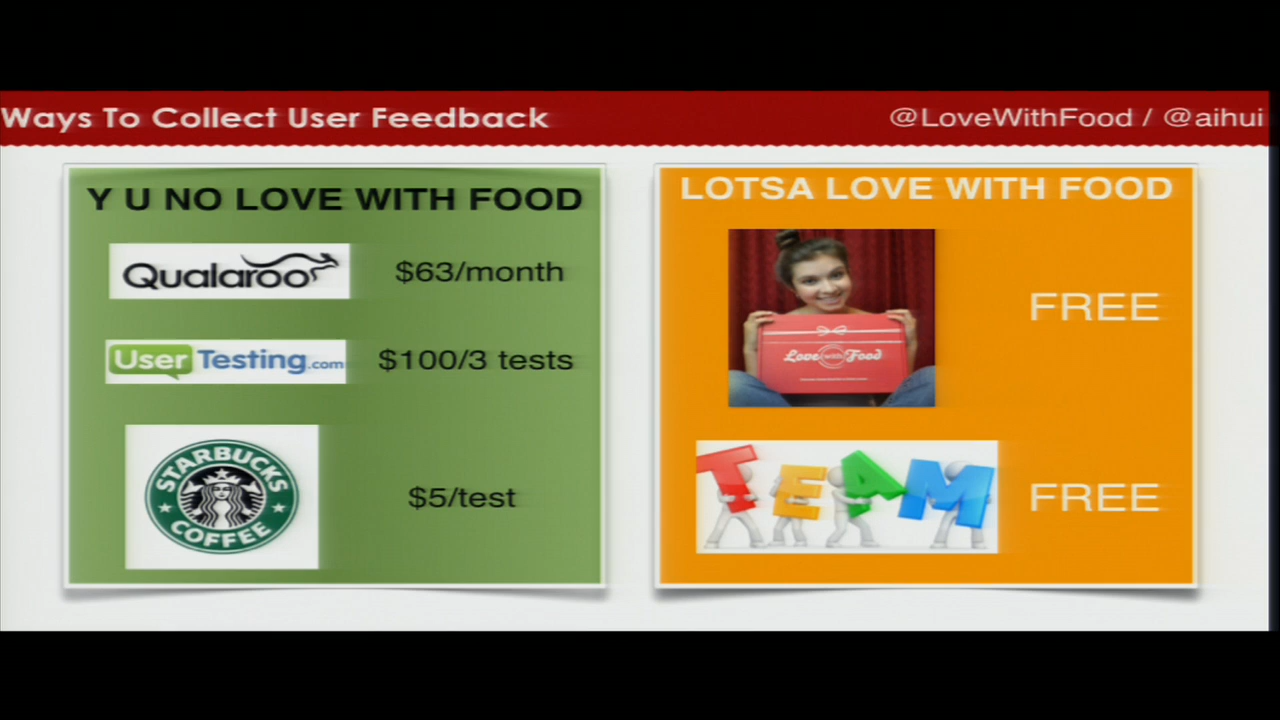 Ways To Collect User Feedback
@LoveWithFood / @aihui
Y U NO LOVE WITH FOOD
Qualaroo
$63/month
UserTesting.com
$100/3 tests
STARBUCKS
COFFEE
$5/test
LOTSA LOVE WITH FOOD
Love with Food
FREE
TEAM
FREE